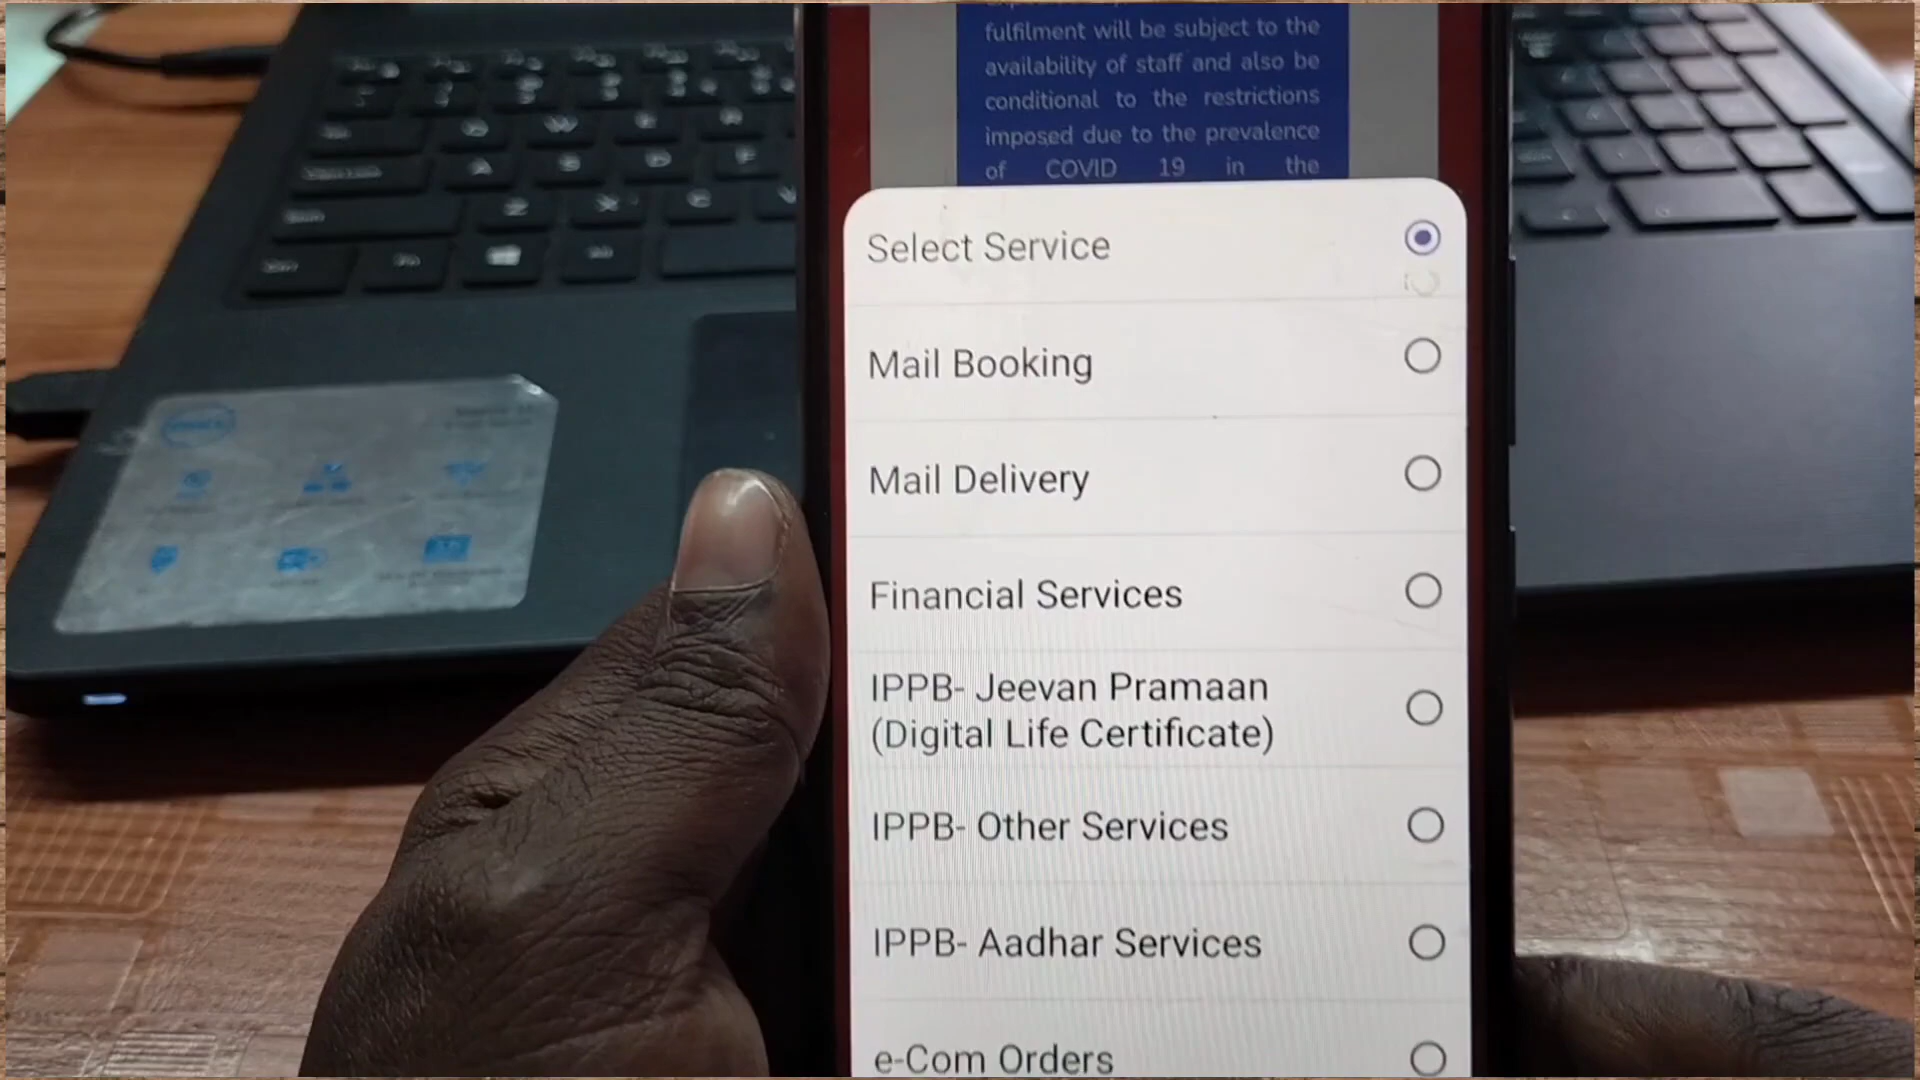 fulfilment will be subject to the
availability of staff and also be
conditional to the restrictions
imposed due to the prevalence
of COVID 19 in the
Select Service
Mail Booking
Mail Delivery
Financial Services
IPPB- Jeevan Pramaan
(Digital Life Certificate)
IPPB- Other Services
IPPB- Aadhar Services
e-Com Orders